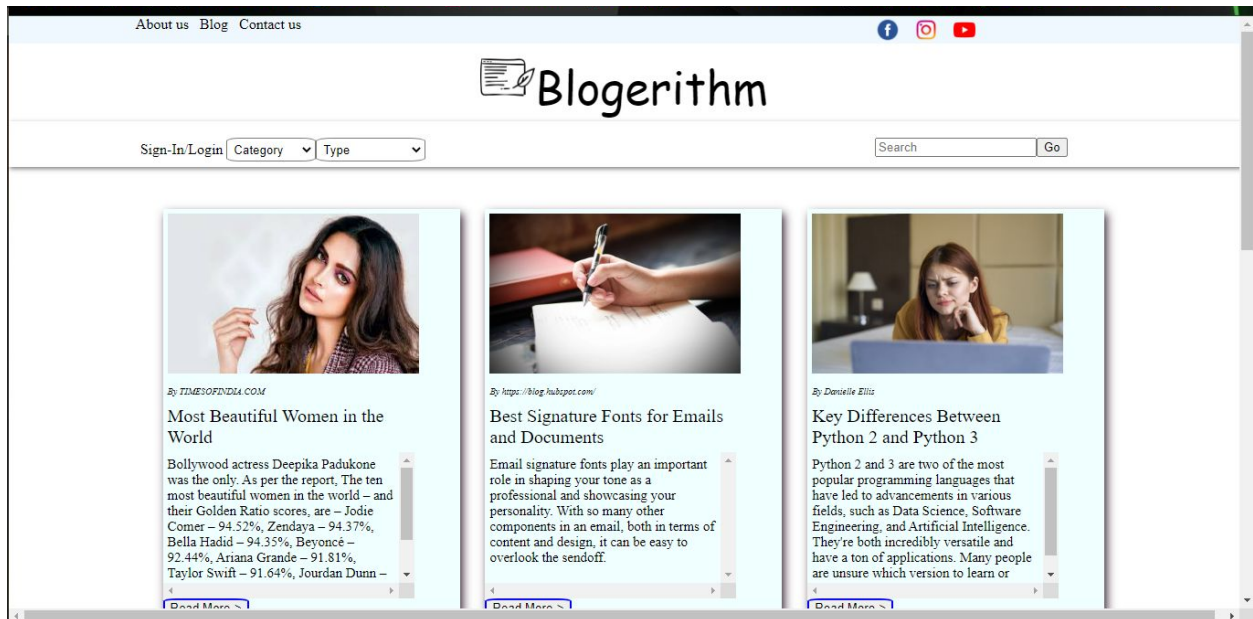 About us Blog Contact us
Blogerithm
Sign-In/Login Category Type
Search Go
By TIMESOFINDIA.COM
Most Beautiful Women in the
World
Bollywood actress Deepika Padukone
was the only. As per the report, The ten
most beautiful women in the world – and
their Golden Ratio scores, are – Jodie
Comer – 94.52%, Zendaya – 94.37%,
Bella Hadid – 94.35%, Beyoncé –
92.44%, Ariana Grande – 91.81%,
Taylor Swift – 91.64%, Jourdan Dunn –
Read More >
By https://blog.hubspot.com/
Best Signature Fonts for Emails
and Documents
Email signature fonts play an important
role in shaping your tone as a
professional and showcasing your
personality. With so many other
components in an email, both in terms of
content and design, it can be easy to
overlook the sendoff.
Read More >
By Danielle Ellis
Key Differences Between
Python 2 and Python 3
Python 2 and 3 are two of the most
popular programming languages that
have led to advancements in various
fields, such as Data Science, Software
Engineering, and Artificial Intelligence.
They're both incredibly versatile and
have a ton of applications. Many people
are unsure which version to learn or
Read More >